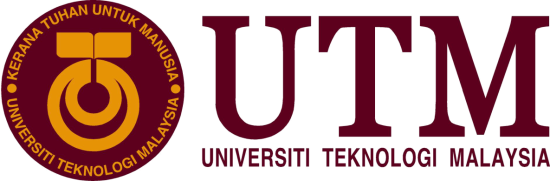 KERANA TUHAN UNTUK MANUSIA
UNIVERSITI TEKNOLOGI MALAYSIA
UTM
UNIVERSITI TEKNOLOGI MALAYSIA